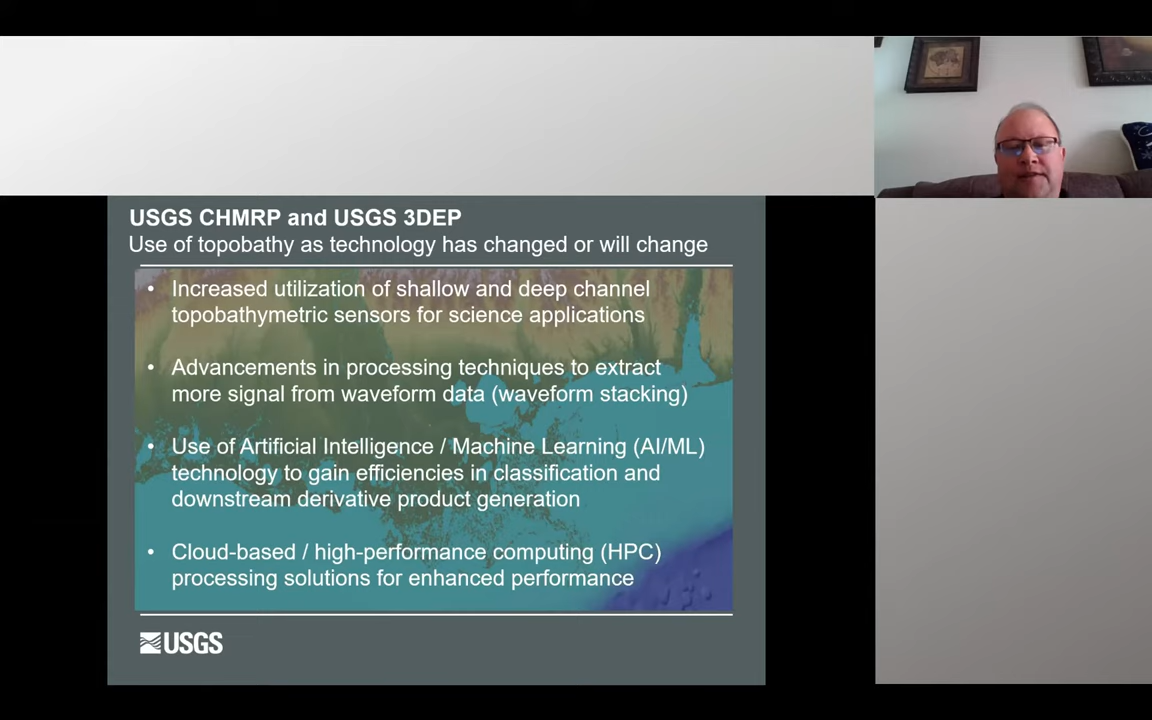 USGS CHMRP and USGS 3DEP
Use of topobathy as technology has changed or will change
• Increased utilization of shallow and deep channel
topobathymetric sensors for science applications
• Advancements in processing techniques to extract
more signal from waveform data (waveform stacking)
• Use of Artificial Intelligence / Machine Learning (AI/ML)
technology to gain efficiencies in classification and
downstream derivative product generation
• Cloud-based / high-performance computing (HPC)
processing solutions for enhanced performance
USGS